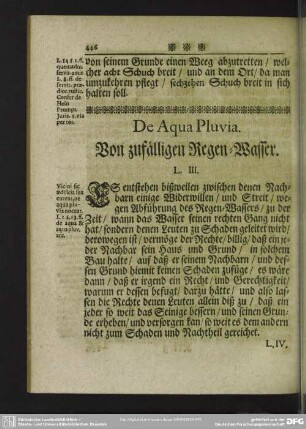 446
von seinem Grunde einen Weeg abzutretten / wel-
cher acht Schuch breit / und an dem Ort / da man
umzukehren pflegt / sechzehen Schuch breit in sich
halten soll.
De Aqua Pluvia.
Von zufälligen Regen-Wasser.
L. III.
ES entstehen bißweilen zwischen denen Nach-
barn einige Widerwillen / und Streit / we-
gen Abführung des Regen-Wassers / zu der
Zeit / wann das Wasser seinen rechten Gang nicht
hat / sondern denen Leuten zu Schaden geleitet wird /
derowegen ist / vermöge der Rechte / billig / daß ein je-
der Nachbar sein Hauß und Grund / in solchem
Bau halte / auf daß er seinem Nachbarn / und des-
sen Grund hiemit keinen Schaden zufüge / es wäre
dann / daß er irgend ein Recht / und Gerechtigkeit /
warum er dessen befugt / darzu hätte / und also las-
sen die Rechte denen Leuten allein diß zu / daß ein
jeder so weit das Seinige bessern / und seinen Grun-
de erheben / und versorgen kan / so weit es dem andern
nicht zum Schaden und Nachtheil gereichet.
L. IV.